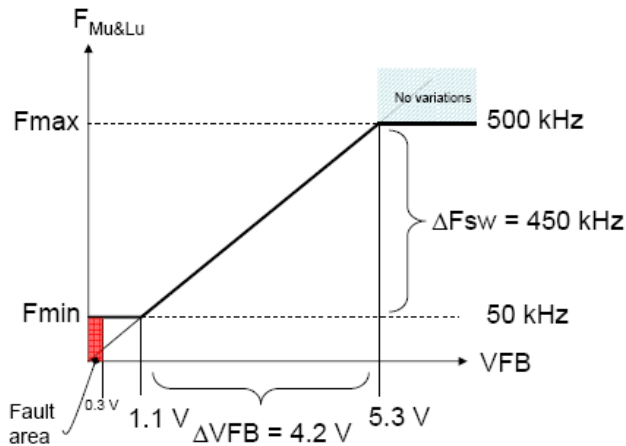 F Mu&Lu
No variations
Fmax
500 kHz
ΔFsw = 450 kHz
Fmin
50 kHz
VFB
0.3 V
1.1 V
ΔVFB = 4.2 V
5.3 V
Fault
area